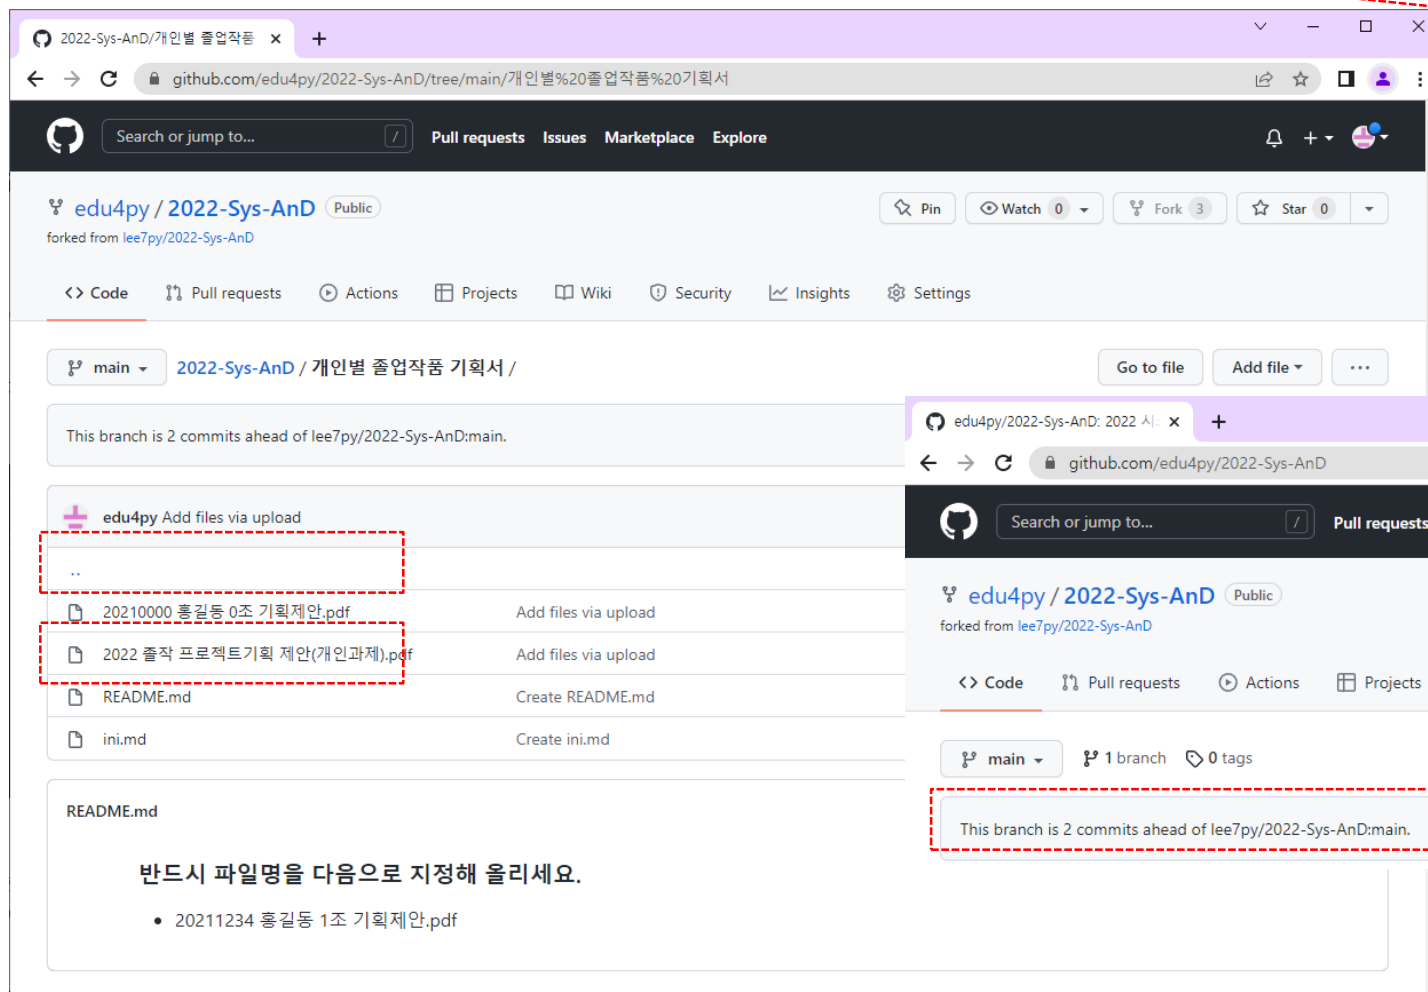 2022-Sys-AnD/개인별 졸업작품
github.com/edu4py/2022-Sys-AnD/tree/main/개인별%20졸업작품%20기획서
Search or jump to... /
Pull requests Issues Marketplace Explore
edu4py / 2022-Sys-AnD Public
Pin Watch 0 Fork 3 Star 0
forked from lee7py/2022-Sys-AnD
Code Pull requests Actions Projects Wiki Security Insights Settings
main 2022-Sys-AnD / 개인별 졸업작품 기획서 /
Go to file Add file ...
This branch is 2 commits ahead of lee7py/2022-Sys-AnD:main.
edu4py Add files via upload
..
20210000 홍길동 0조 기획제안.pdf Add files via upload
2022 졸작 프로젝트기획 제안(개인과제).pdf Add files via upload
README.md Create README.md
ini.md Create ini.md
README.md
반드시 파일명을 다음으로 지정해 올리세요.
• 20211234 홍길동 1조 기획제안.pdf
edu4py/2022-Sys-AnD: 2022 시
github.com/edu4py/2022-Sys-AnD
Search or jump to... / Pull requests
edu4py / 2022-Sys-AnD Public
forked from lee7py/2022-Sys-AnD
Code Pull requests Actions Projects
main 1 branch 0 tags
This branch is 2 commits ahead of lee7py/2022-Sys-AnD:main.